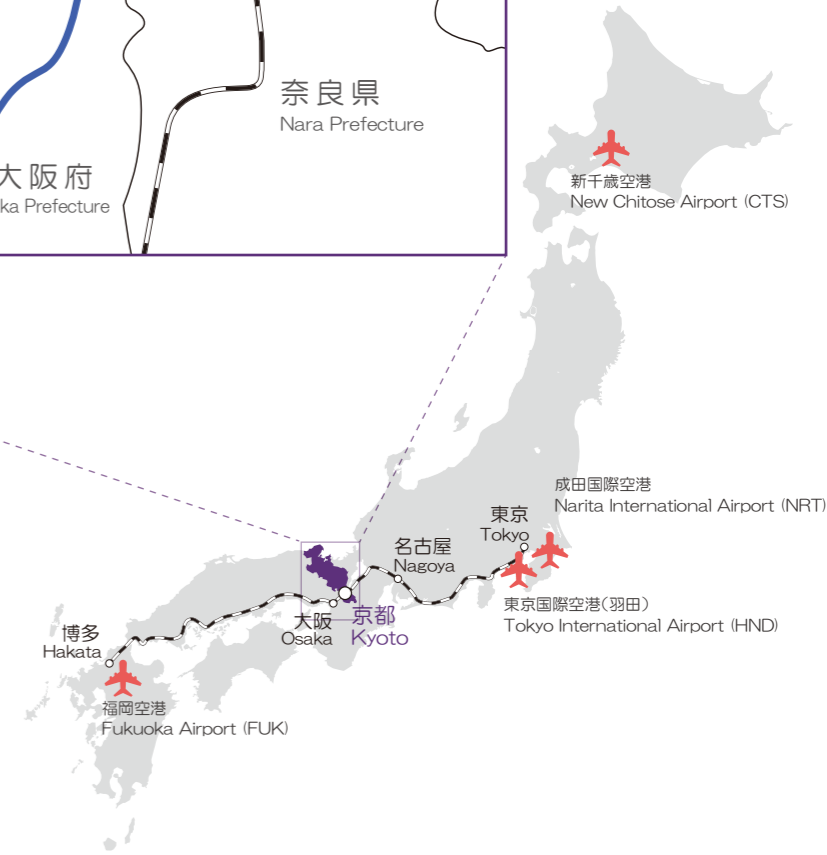 奈良県
Nara Prefecture
大阪府
ka Prefecture
新千歳空港
New Chitose Airport (CTS)
成田国際空港
Narita International Airport (NRT)
東京
Tokyo
名古屋
Nagoya
東京国際空港(羽田)
Tokyo International Airport (HND)
京都
Kyoto
大阪
Osaka
博多
Hakata
福岡空港
Fukuoka Airport (FUK)